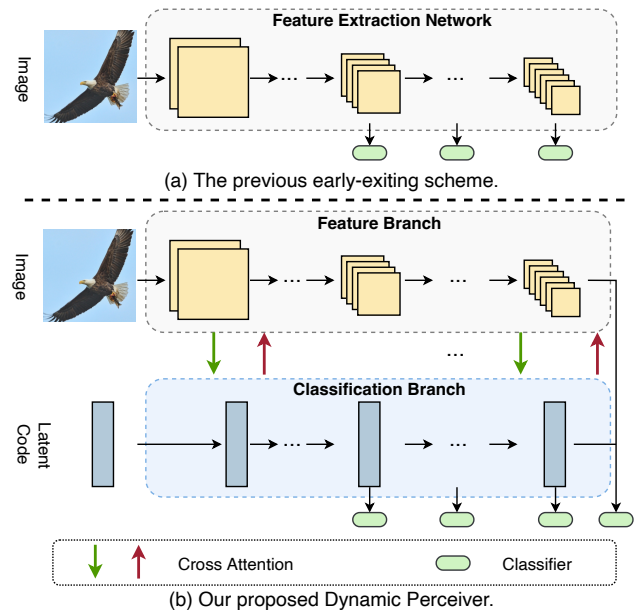 Feature Extraction Network
Image
...
...
(a) The previous early-exiting scheme.
Feature Branch
Image
...
...
...
Classification Branch
Latent
Code
...
...
Cross Attention
Classifier
(b) Our proposed Dynamic Perceiver.